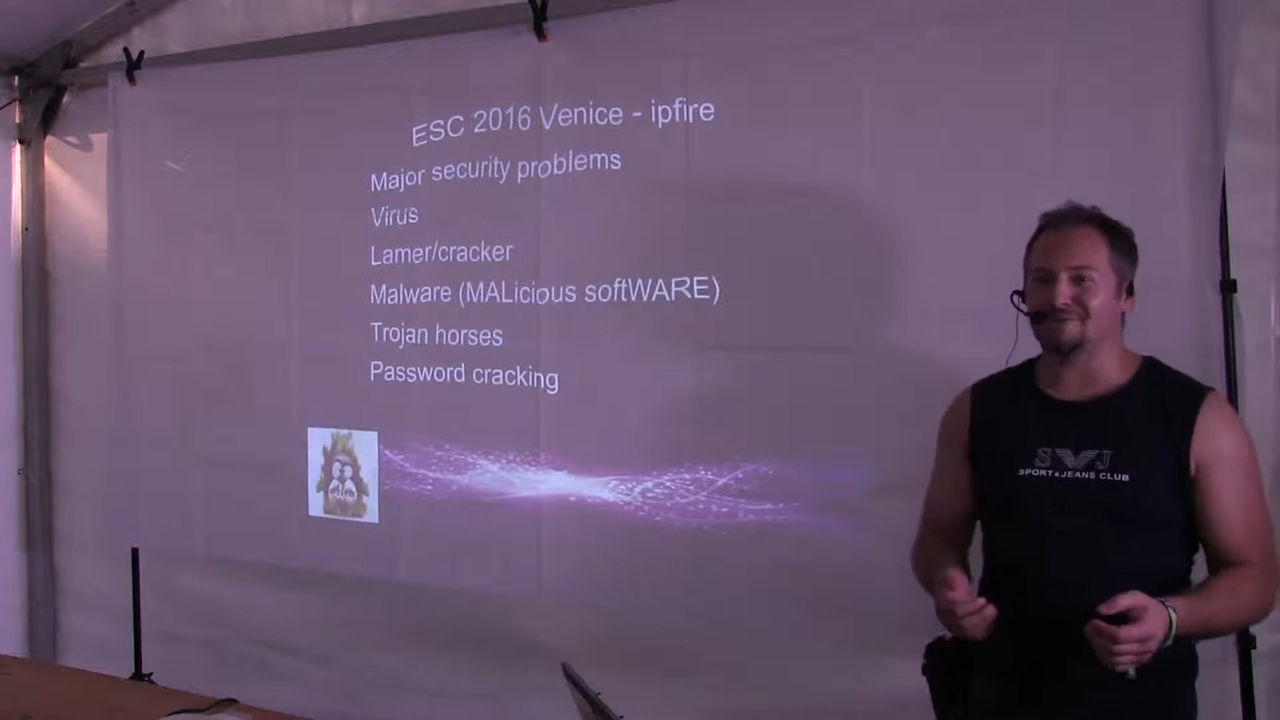 ESC 2016 Venice - ipfire
Major security problems
Virus
Lamer/cracker
Malware (MALicious softWARE)
Trojan horses
Password cracking
S J
SPORT & JEANS CLUB